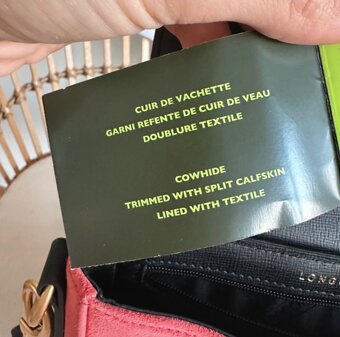 CUIR DE VACHETTE
GARNI REFENTE DE CUIR DE VEAU
DOUBLURE TEXTILE
COWHIDE
TRIMMED WITH SPLIT CALFSKIN
LINED WITH TEXTILE
LONG